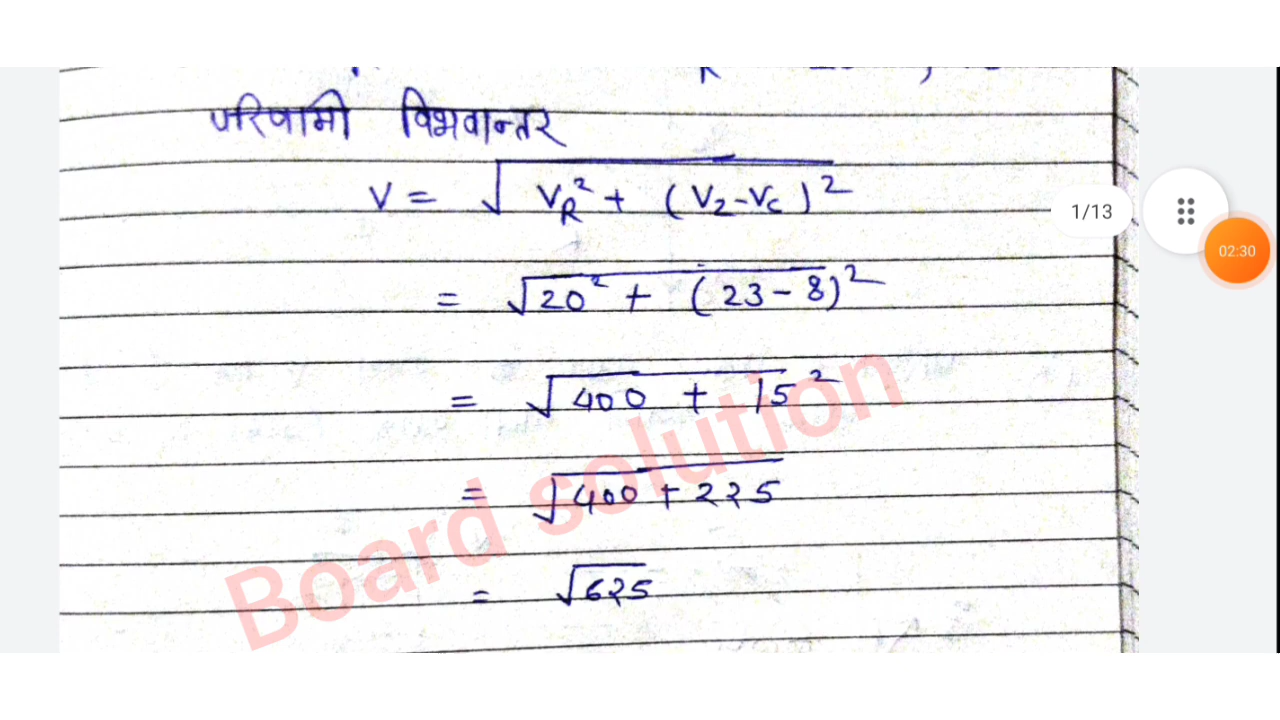 परिणामी विभवान्तर
V = √ V_R² + (V_2-V_c)²
1/13
02:30
= √20² + (23-8)²
= √400 + 15²
= √400 + 225
= √625
Board solution